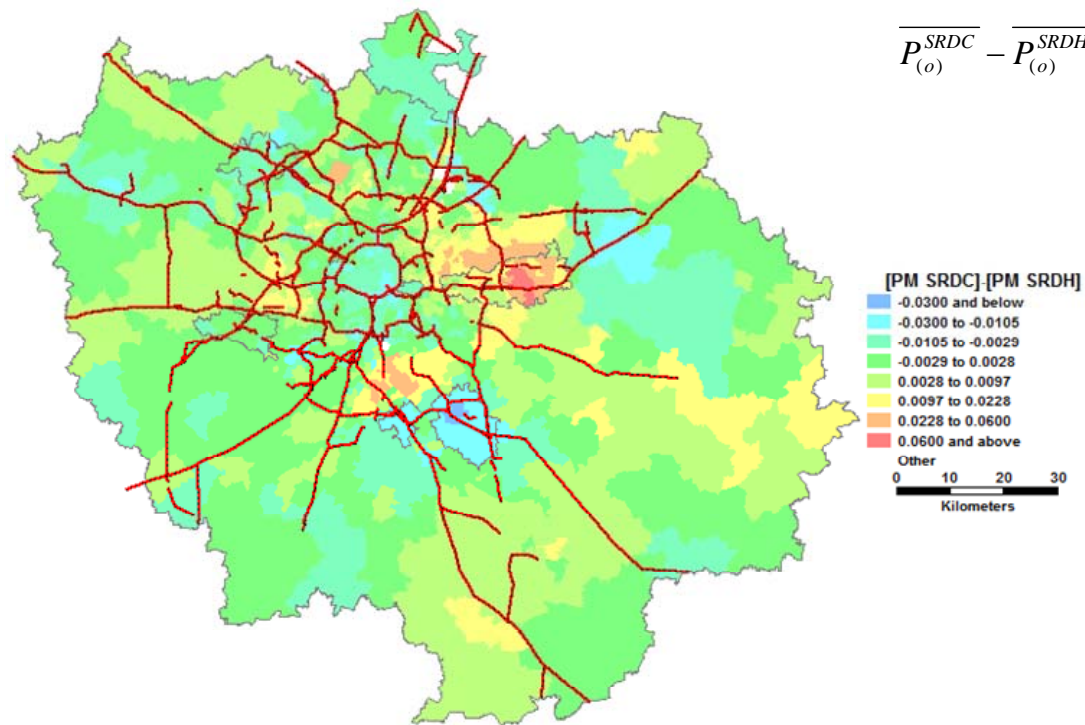 P(o)^SRDC − P(o)^SRDH
[PM SRDC]-[PM SRDH]
-0.0300 and below
-0.0300 to -0.0105
-0.0105 to -0.0029
-0.0029 to 0.0028
0.0028 to 0.0097
0.0097 to 0.0228
0.0228 to 0.0600
0.0600 and above
Other
0 10 20 30
Kilometers